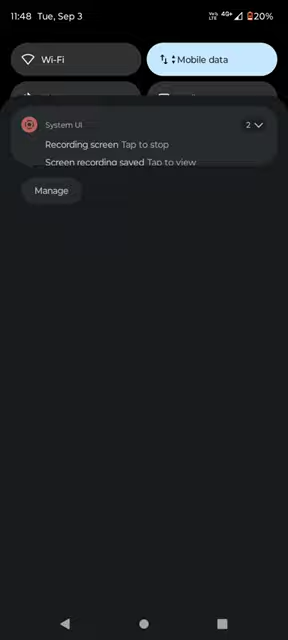 11:48 Tue, Sep 3 4G+ 20%
Wi-Fi Mobile data
System UI 2
Recording screen Tap to stop
Screen recording saved Tap to view
Manage